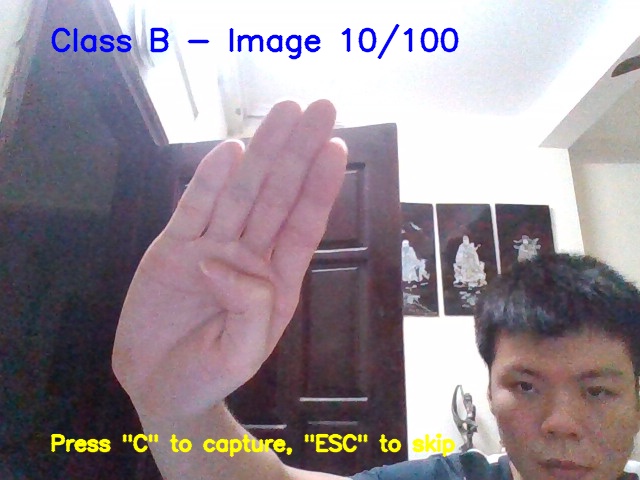 Class B - Image 10/100
Press "C" to capture, "ESC" to skip